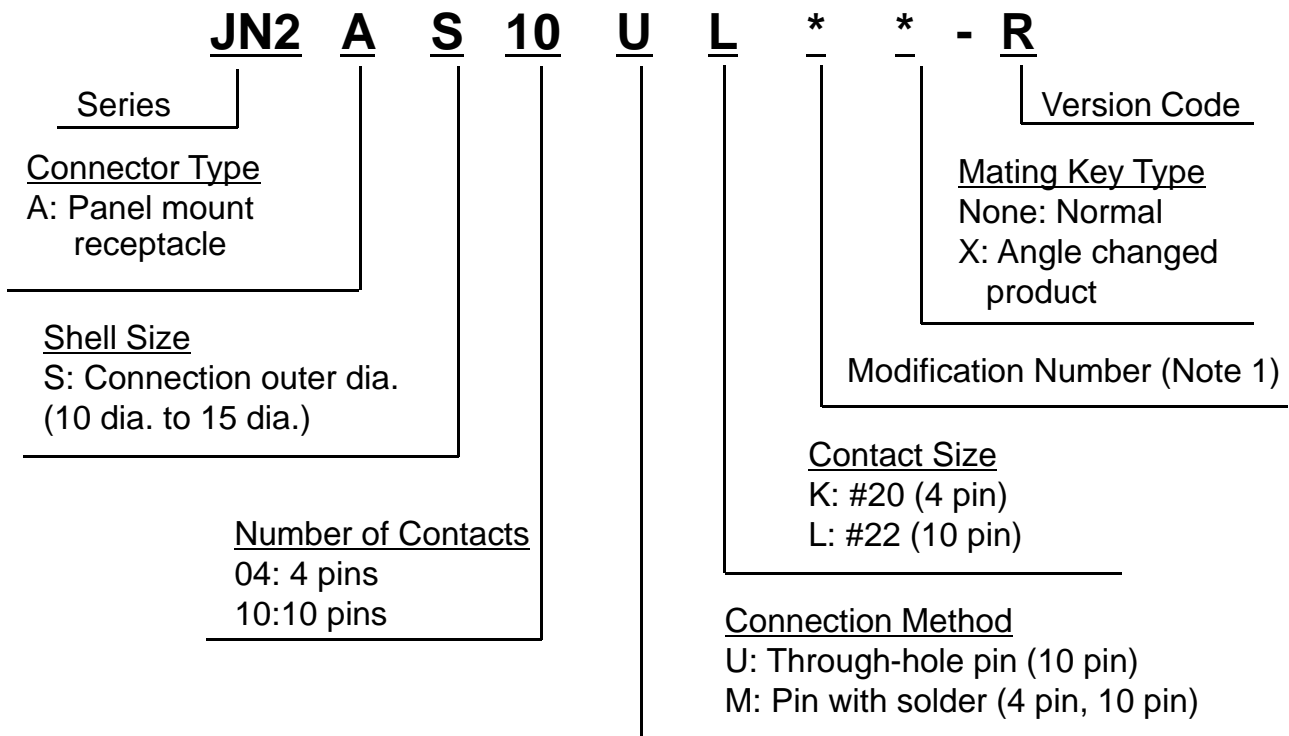 JN2 A S 10 U L * * - R
Series
Version Code
Connector Type
A: Panel mount
receptacle
Mating Key Type
None: Normal
X: Angle changed
product
Shell Size
S: Connection outer dia.
(10 dia. to 15 dia.)
Modification Number (Note 1)
Contact Size
K: #20 (4 pin)
L: #22 (10 pin)
Number of Contacts
04: 4 pins
10:10 pins
Connection Method
U: Through-hole pin (10 pin)
M: Pin with solder (4 pin, 10 pin)